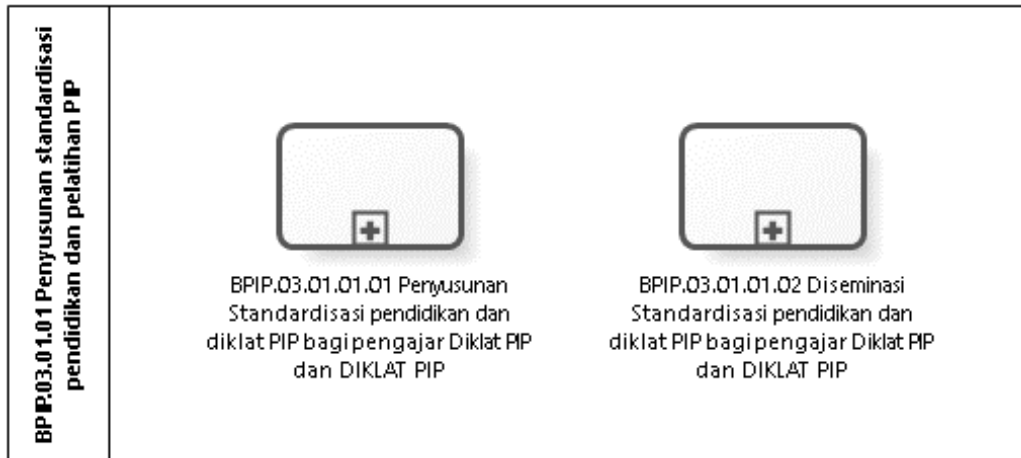 BPIP.03.01.01 Penyusunan standardisasi
pendidikan dan pelatihan PIP
BPIP.03.01.01.01 Penyusunan
Standardisasi pendidikan dan
diklat PIP bagi pengajar Diklat PIP
dan DIKLAT PIP
BPIP.03.01.01.02 Diseminasi
Standardisasi pendidikan dan
diklat PIP bagi pengajar Diklat PIP
dan DIKLAT PIP